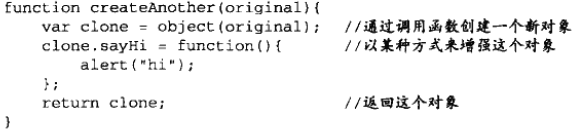 function createAnother(original){
    var clone = object(original);    //通过调用函数创建一个新对象
    clone.sayHi = function(){        //以某种方式来增强这个对象
        alert("hi");
    };
    return clone;                    //返回这个对象
}